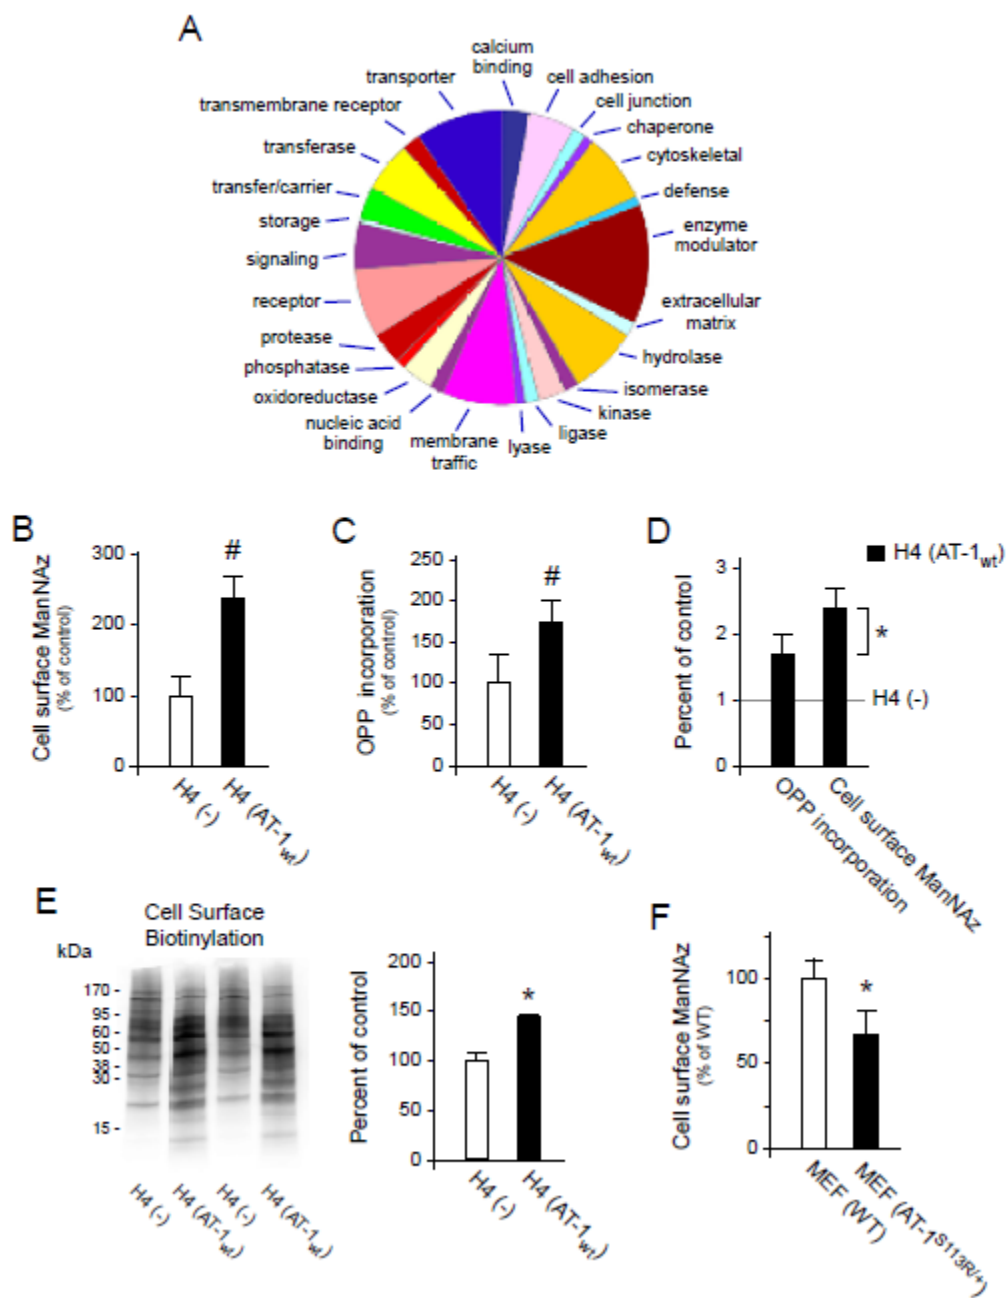 A
calcium
binding
transporter
cell adhesion
transmembrane receptor
cell junction
chaperone
transferase
cytoskeletal
transfer/carrier
defense
storage
enzyme
modulator
signaling
receptor
extracellular
matrix
protease
hydrolase
phosphatase
isomerase
oxidoreductase
kinase
nucleic acid
binding
ligase
membrane
traffic
lyase
B
Cell surface ManNAz
(% of control)
300
200
100
0
#
H4 (-)
H4 (AT-1wt)
C
OPP incorporation
(% of control)
250
200
150
100
50
0
#
H4 (-)
H4 (AT-1wt)
D
H4 (AT-1wt)
Percent of control
3
2
1
0
*
H4 (-)
OPP incorporation
Cell surface ManNAz
E
Cell Surface
Biotinylation
kDa
170 -
95 -
60 -
50 -
38 -
30 -
15 -
H4 (-)
H4 (AT-1wt)
H4 (-)
H4 (AT-1wt)
Percent of control
200
150
100
50
0
*
H4 (-)
H4 (AT-1wt)
F
Cell surface ManNAz
(% of WT)
100
50
0
*
MEF (WT)
MEF (AT-1S113R/+)